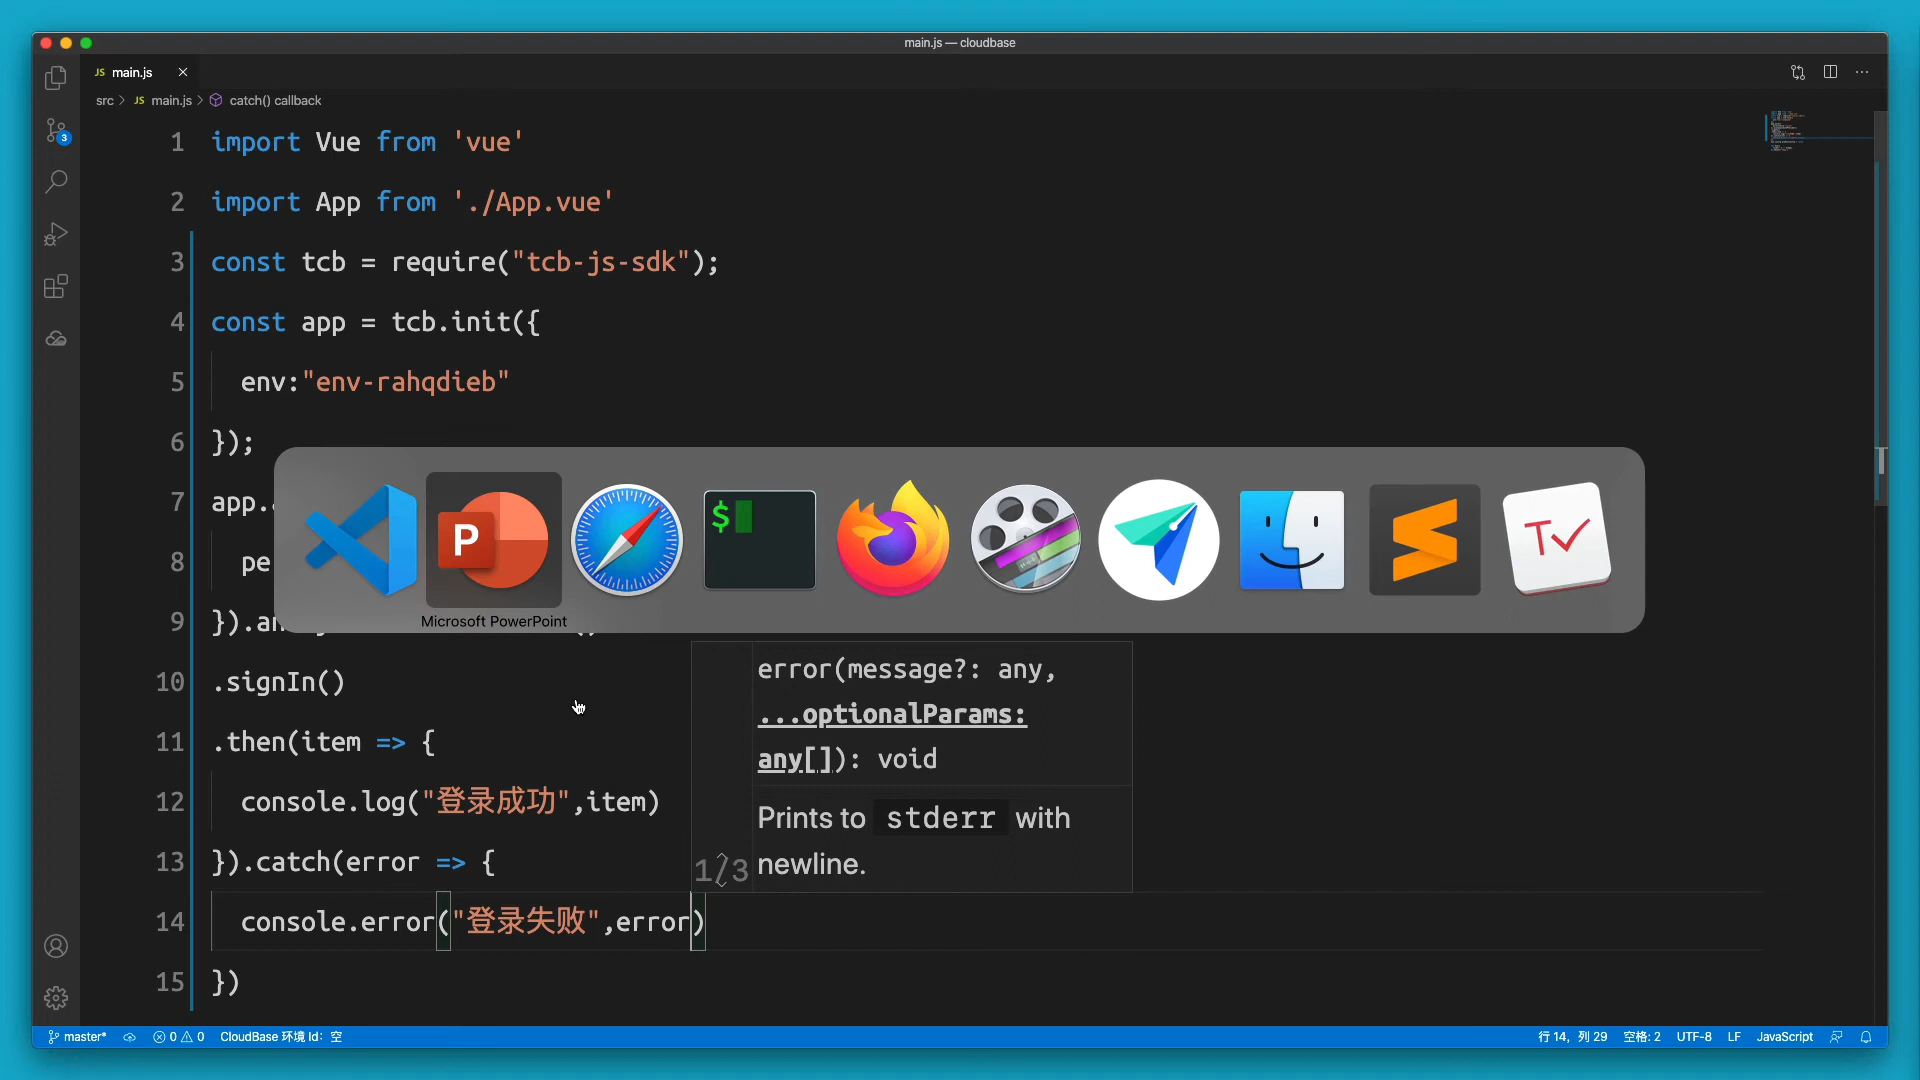 main.js — cloudbase
JS main.js
src > JS main.js > catch() callback
3
1 import Vue from 'vue'
2 import App from './App.vue'
3 const tcb = require("tcb-js-sdk");
4 const app = tcb.init({
5 env:"env-rahqdieb"
6 });
7 app.
8 pe
9 }).an
P
$
T
Microsoft PowerPoint
10 .signIn()
11 .then(item => {
12 console.log("登录成功",item)
13 }).catch(error => {
14 console.error("登录失败",error)
15 })
error(message?: any,
...optionalParams:
any[]): void
Prints to stderr with
newline.
1/3
master* 0 0 CloudBase 环境 Id: 空
行 14, 列 29 空格: 2 UTF-8 LF JavaScript